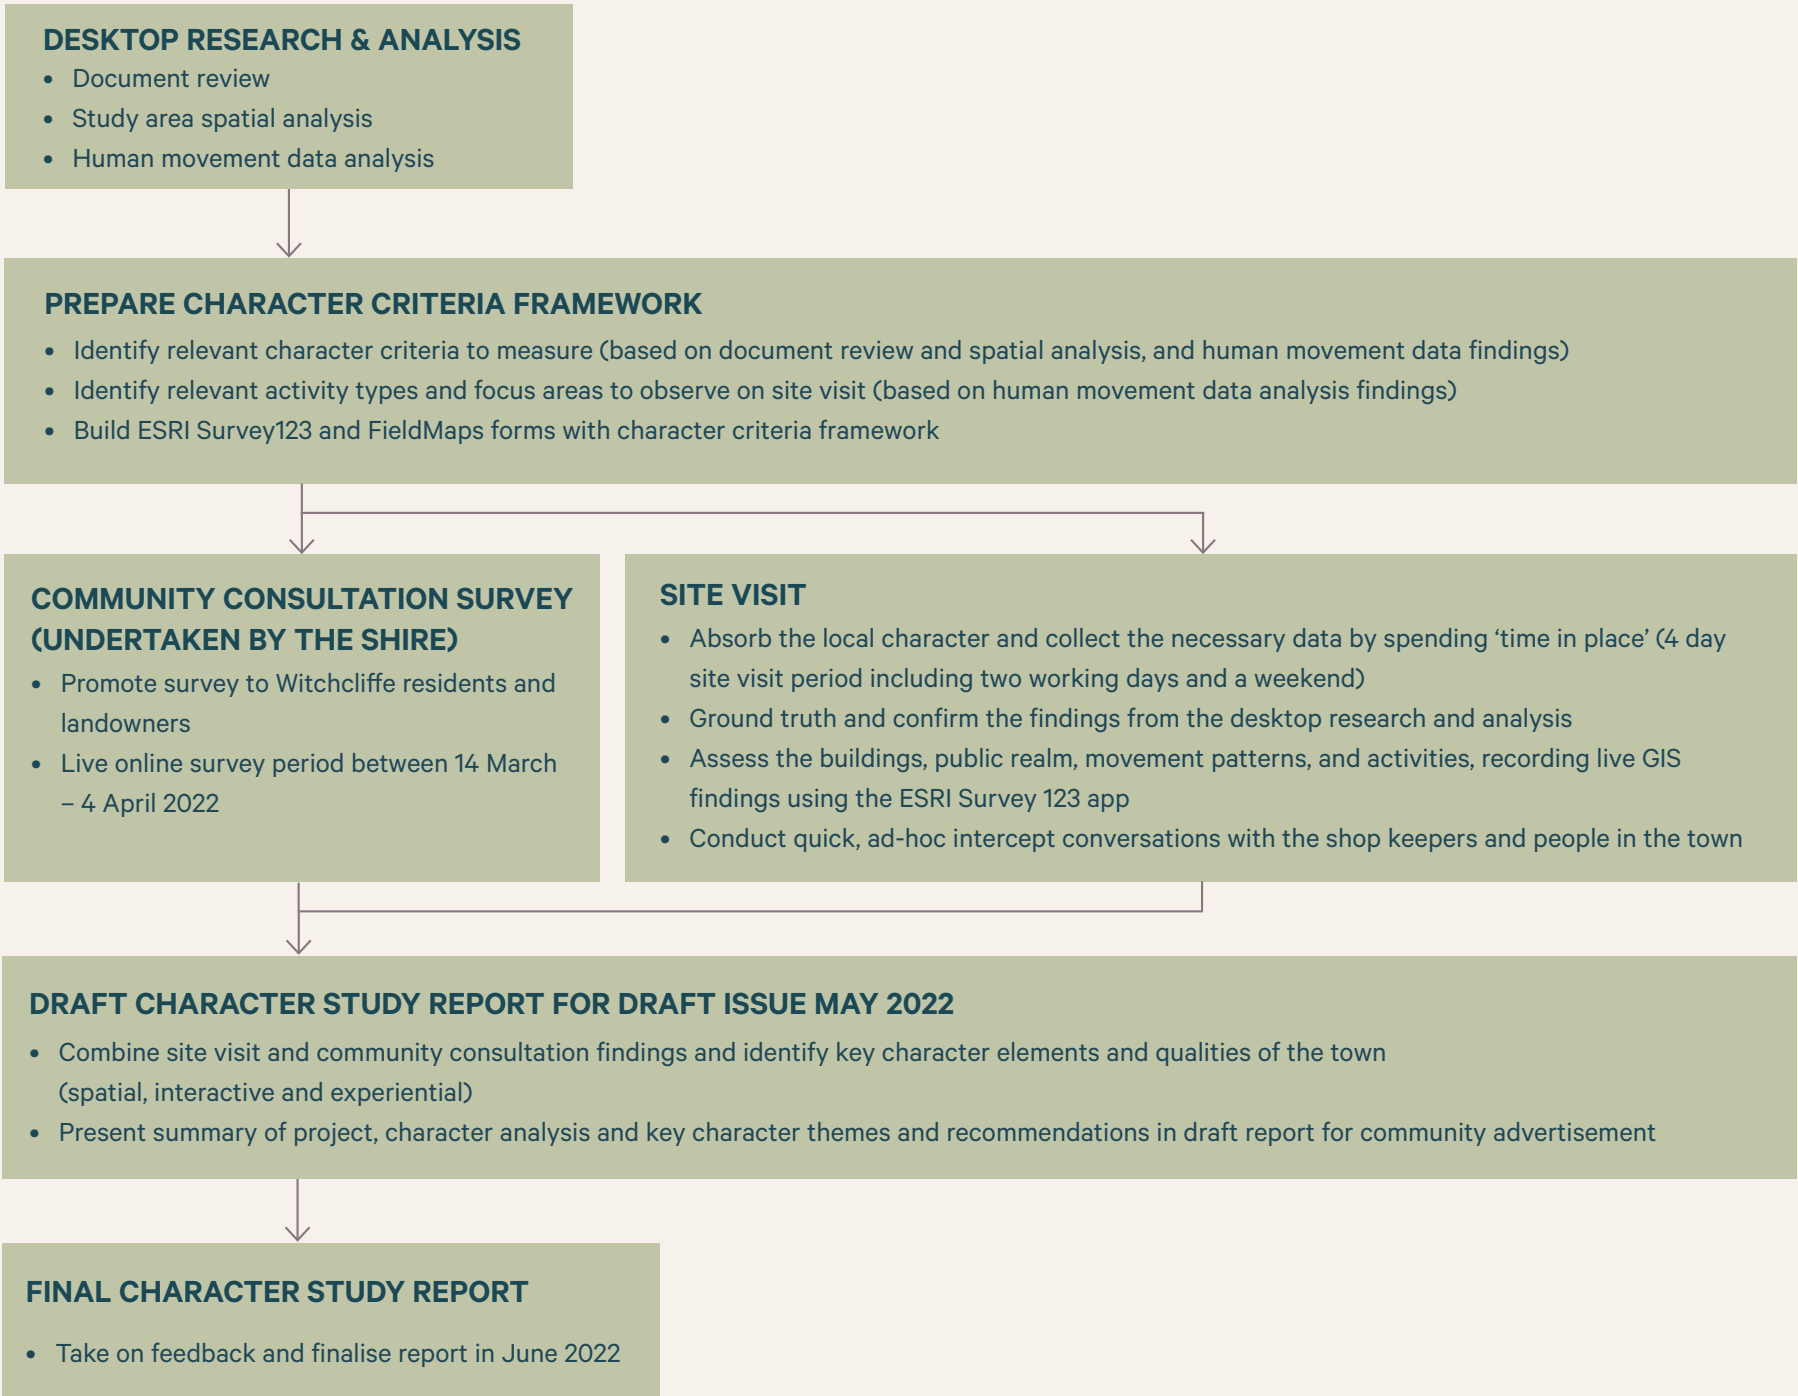 DESKTOP RESEARCH & ANALYSIS
• Document review
• Study area spatial analysis
• Human movement data analysis
PREPARE CHARACTER CRITERIA FRAMEWORK
• Identify relevant character criteria to measure (based on document review and spatial analysis, and human movement data findings)
• Identify relevant activity types and focus areas to observe on site visit (based on human movement data analysis findings)
• Build ESRI Survey123 and FieldMaps forms with character criteria framework
COMMUNITY CONSULTATION SURVEY
(UNDERTAKEN BY THE SHIRE)
• Promote survey to Witchcliffe residents and
landowners
• Live online survey period between 14 March
– 4 April 2022
SITE VISIT
• Absorb the local character and collect the necessary data by spending ‘time in place’ (4 day
site visit period including two working days and a weekend)
• Ground truth and confirm the findings from the desktop research and analysis
• Assess the buildings, public realm, movement patterns, and activities, recording live GIS
findings using the ESRI Survey 123 app
• Conduct quick, ad-hoc intercept conversations with the shop keepers and people in the town
DRAFT CHARACTER STUDY REPORT FOR DRAFT ISSUE MAY 2022
• Combine site visit and community consultation findings and identify key character elements and qualities of the town
(spatial, interactive and experiential)
• Present summary of project, character analysis and key character themes and recommendations in draft report for community advertisement
FINAL CHARACTER STUDY REPORT
• Take on feedback and finalise report in June 2022